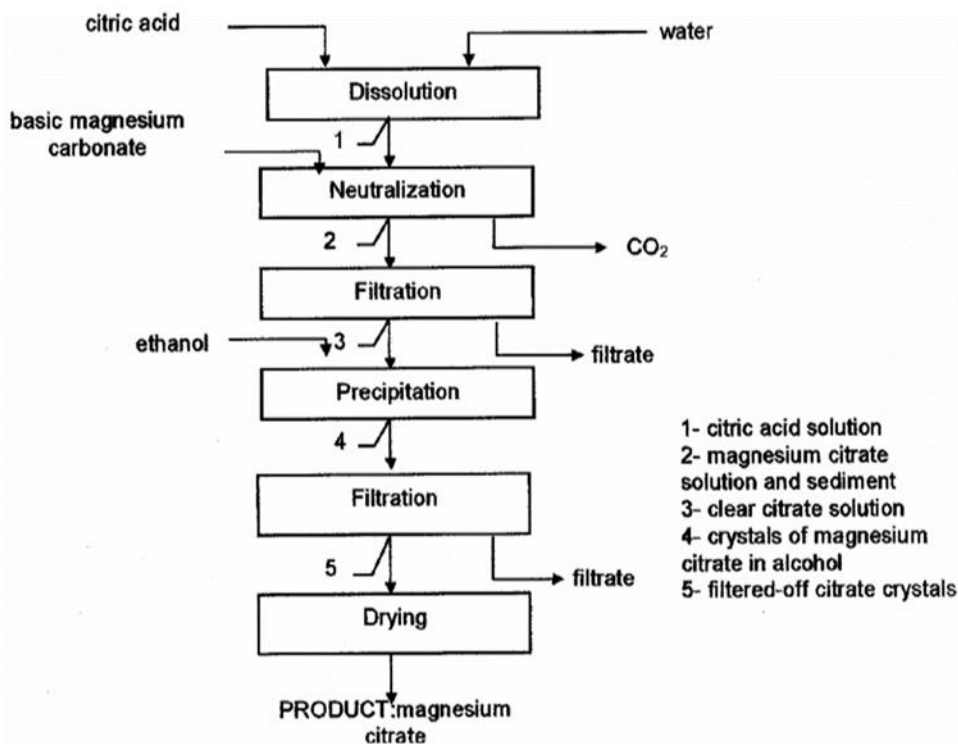 citric acid
water
Dissolution
1
basic magnesium
carbonate
Neutralization
2
CO₂
Filtration
ethanol
3
filtrate
Precipitation
4
Filtration
5
filtrate
Drying
PRODUCT:magnesium
citrate
1- citric acid solution
2- magnesium citrate
solution and sediment
3- clear citrate solution
4- crystals of magnesium
citrate in alcohol
5- filtered-off citrate crystals